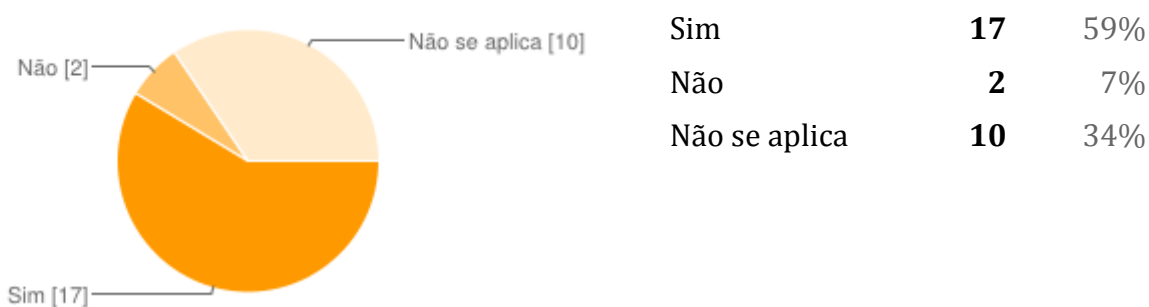 Não se aplica [10]
Não [2]
Sim [17]
Sim 17 59%
Não 2 7%
Não se aplica 10 34%